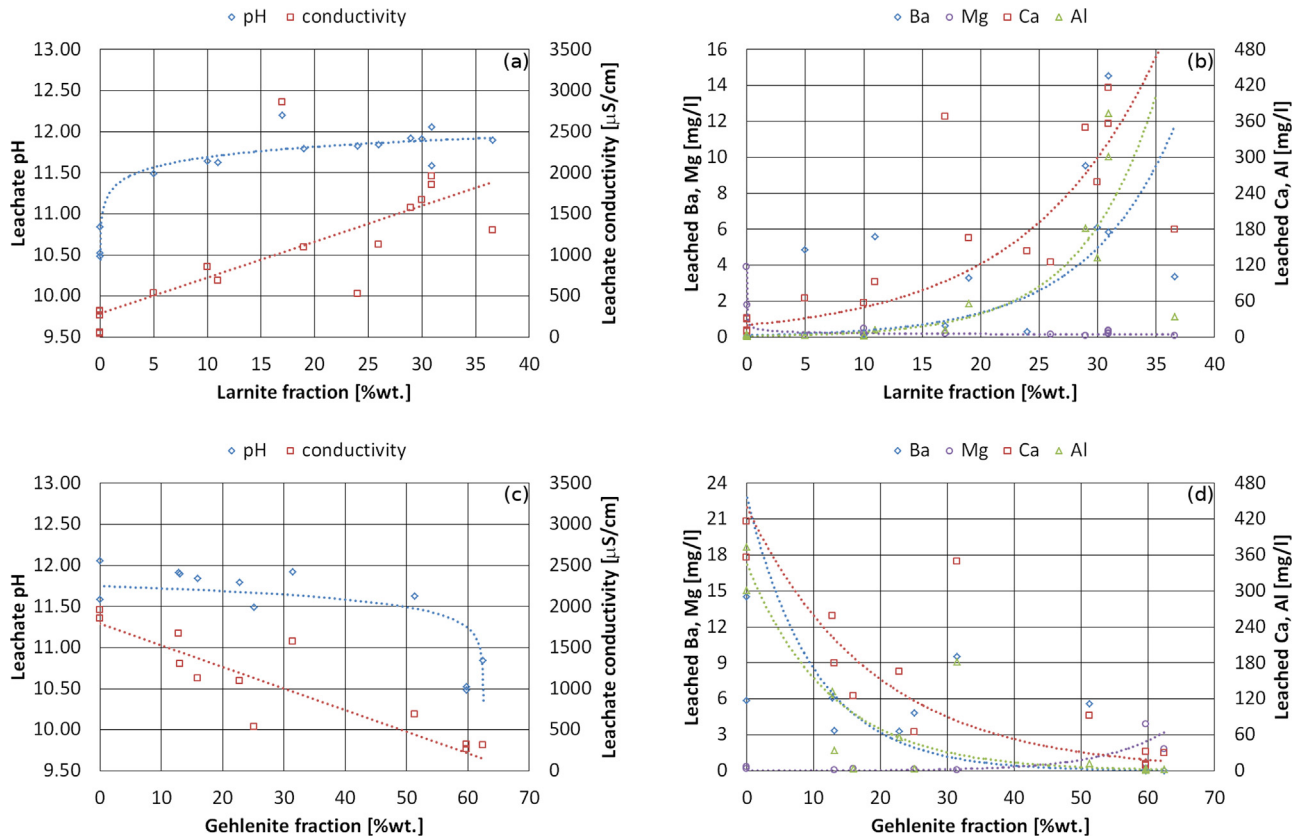 pH conductivity
Ba Mg Ca Al
13.00 3500
12.50 3000
12.00 2500
11.50 2000
11.00 1500
10.50 1000
10.00 500
9.50 0
(a)
Leachate pH
Leachate conductivity [µS/cm]
0 5 10 15 20 25 30 35 40
Larnite fraction [%wt.]
16 480
14 420
12 360
10 300
8 240
6 180
4 120
2 60
0 0
(b)
Leached Ba, Mg [mg/l]
Leached Ca, Al [mg/l]
0 5 10 15 20 25 30 35 40
Larnite fraction [%wt.]
pH conductivity
Ba Mg Ca Al
13.00 3500
12.50 3000
12.00 2500
11.50 2000
11.00 1500
10.50 1000
10.00 500
9.50 0
(c)
Leachate pH
Leachate conductivity [µS/cm]
0 10 20 30 40 50 60 70
Gehlenite fraction [%wt.]
24 480
21 420
18 360
15 300
12 240
9 180
6 120
3 60
0 0
(d)
Leached Ba, Mg [mg/l]
Leached Ca, Al [mg/l]
0 10 20 30 40 50 60 70
Gehlenite fraction [%wt.]